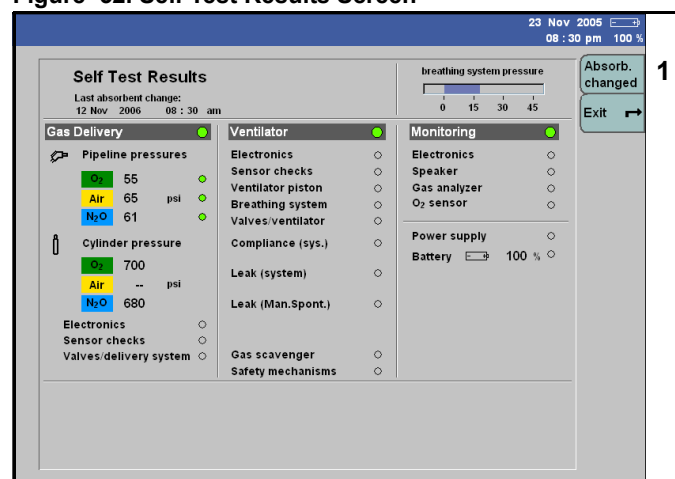 Figure 62. Self Test Results Screen
23 Nov 2005
08 : 30 pm 100 %
Absorb.
changed
1
Exit
Self Test Results
Last absorbent change:
12 Nov 2006 08 : 30 am
breathing system pressure
0 15 30 45
Gas Delivery
Pipeline pressures
O₂ 55
Air 65 psi
N₂O 61
Cylinder pressure
O₂ 700
Air -- psi
N₂O 680
Electronics
Sensor checks
Valves/delivery system
Ventilator
Electronics
Sensor checks
Ventilator piston
Breathing system
Valves/ventilator
Compliance (sys.)
Leak (system)
Leak (Man.Spont.)
Gas scavenger
Safety mechanisms
Monitoring
Electronics
Speaker
Gas analyzer
O₂ sensor
Power supply
Battery 100 %